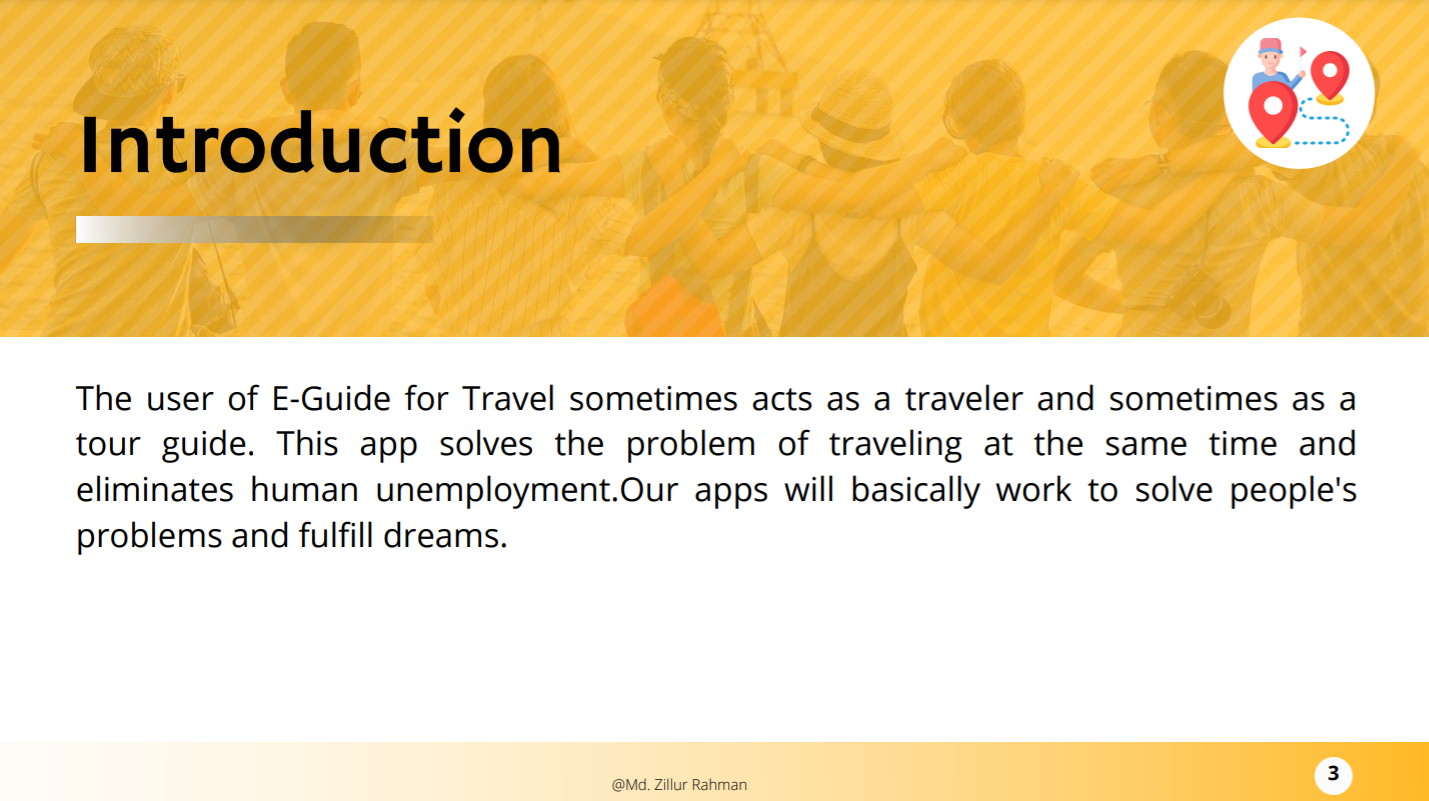 Introduction
The user of E-Guide for Travel sometimes acts as a traveler and sometimes as a
tour guide. This app solves the problem of traveling at the same time and
eliminates human unemployment.Our apps will basically work to solve people's
problems and fulfill dreams.
@Md. Zillur Rahman
3